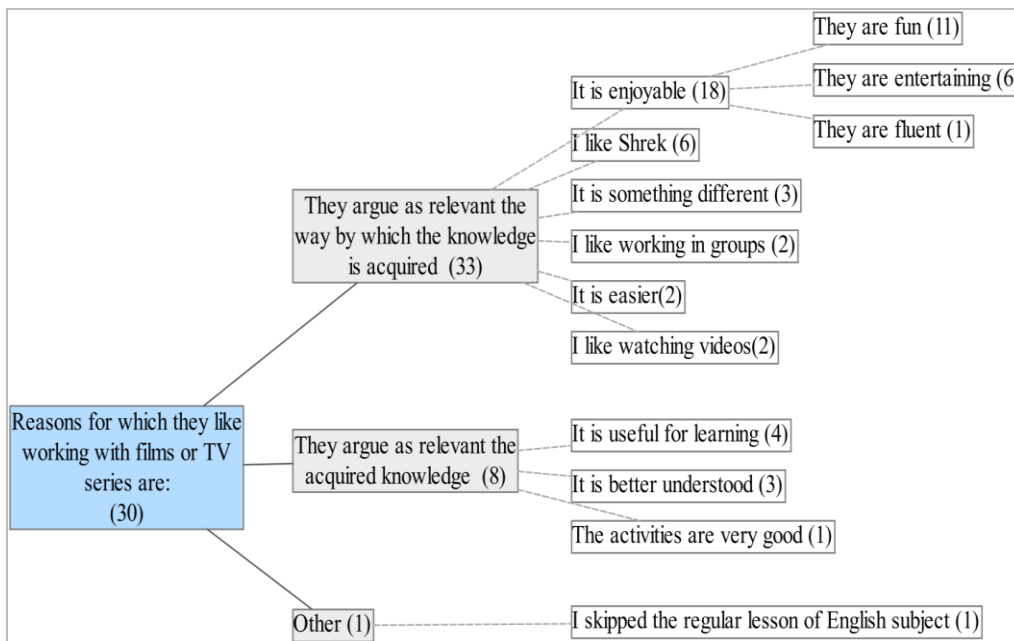 They are fun (11)
They are entertaining (6)
They are fluent (1)
It is enjoyable (18)
I like Shrek (6)
It is something different (3)
I like working in groups (2)
It is easier(2)
I like watching videos(2)
They argue as relevant the
way by which the knowledge
is acquired (33)
Reasons for which they like
working with films or TV
series are:
(30)
They argue as relevant the
acquired knowledge (8)
It is useful for learning (4)
It is better understood (3)
The activities are very good (1)
Other (1)
I skipped the regular lesson of English subject (1)